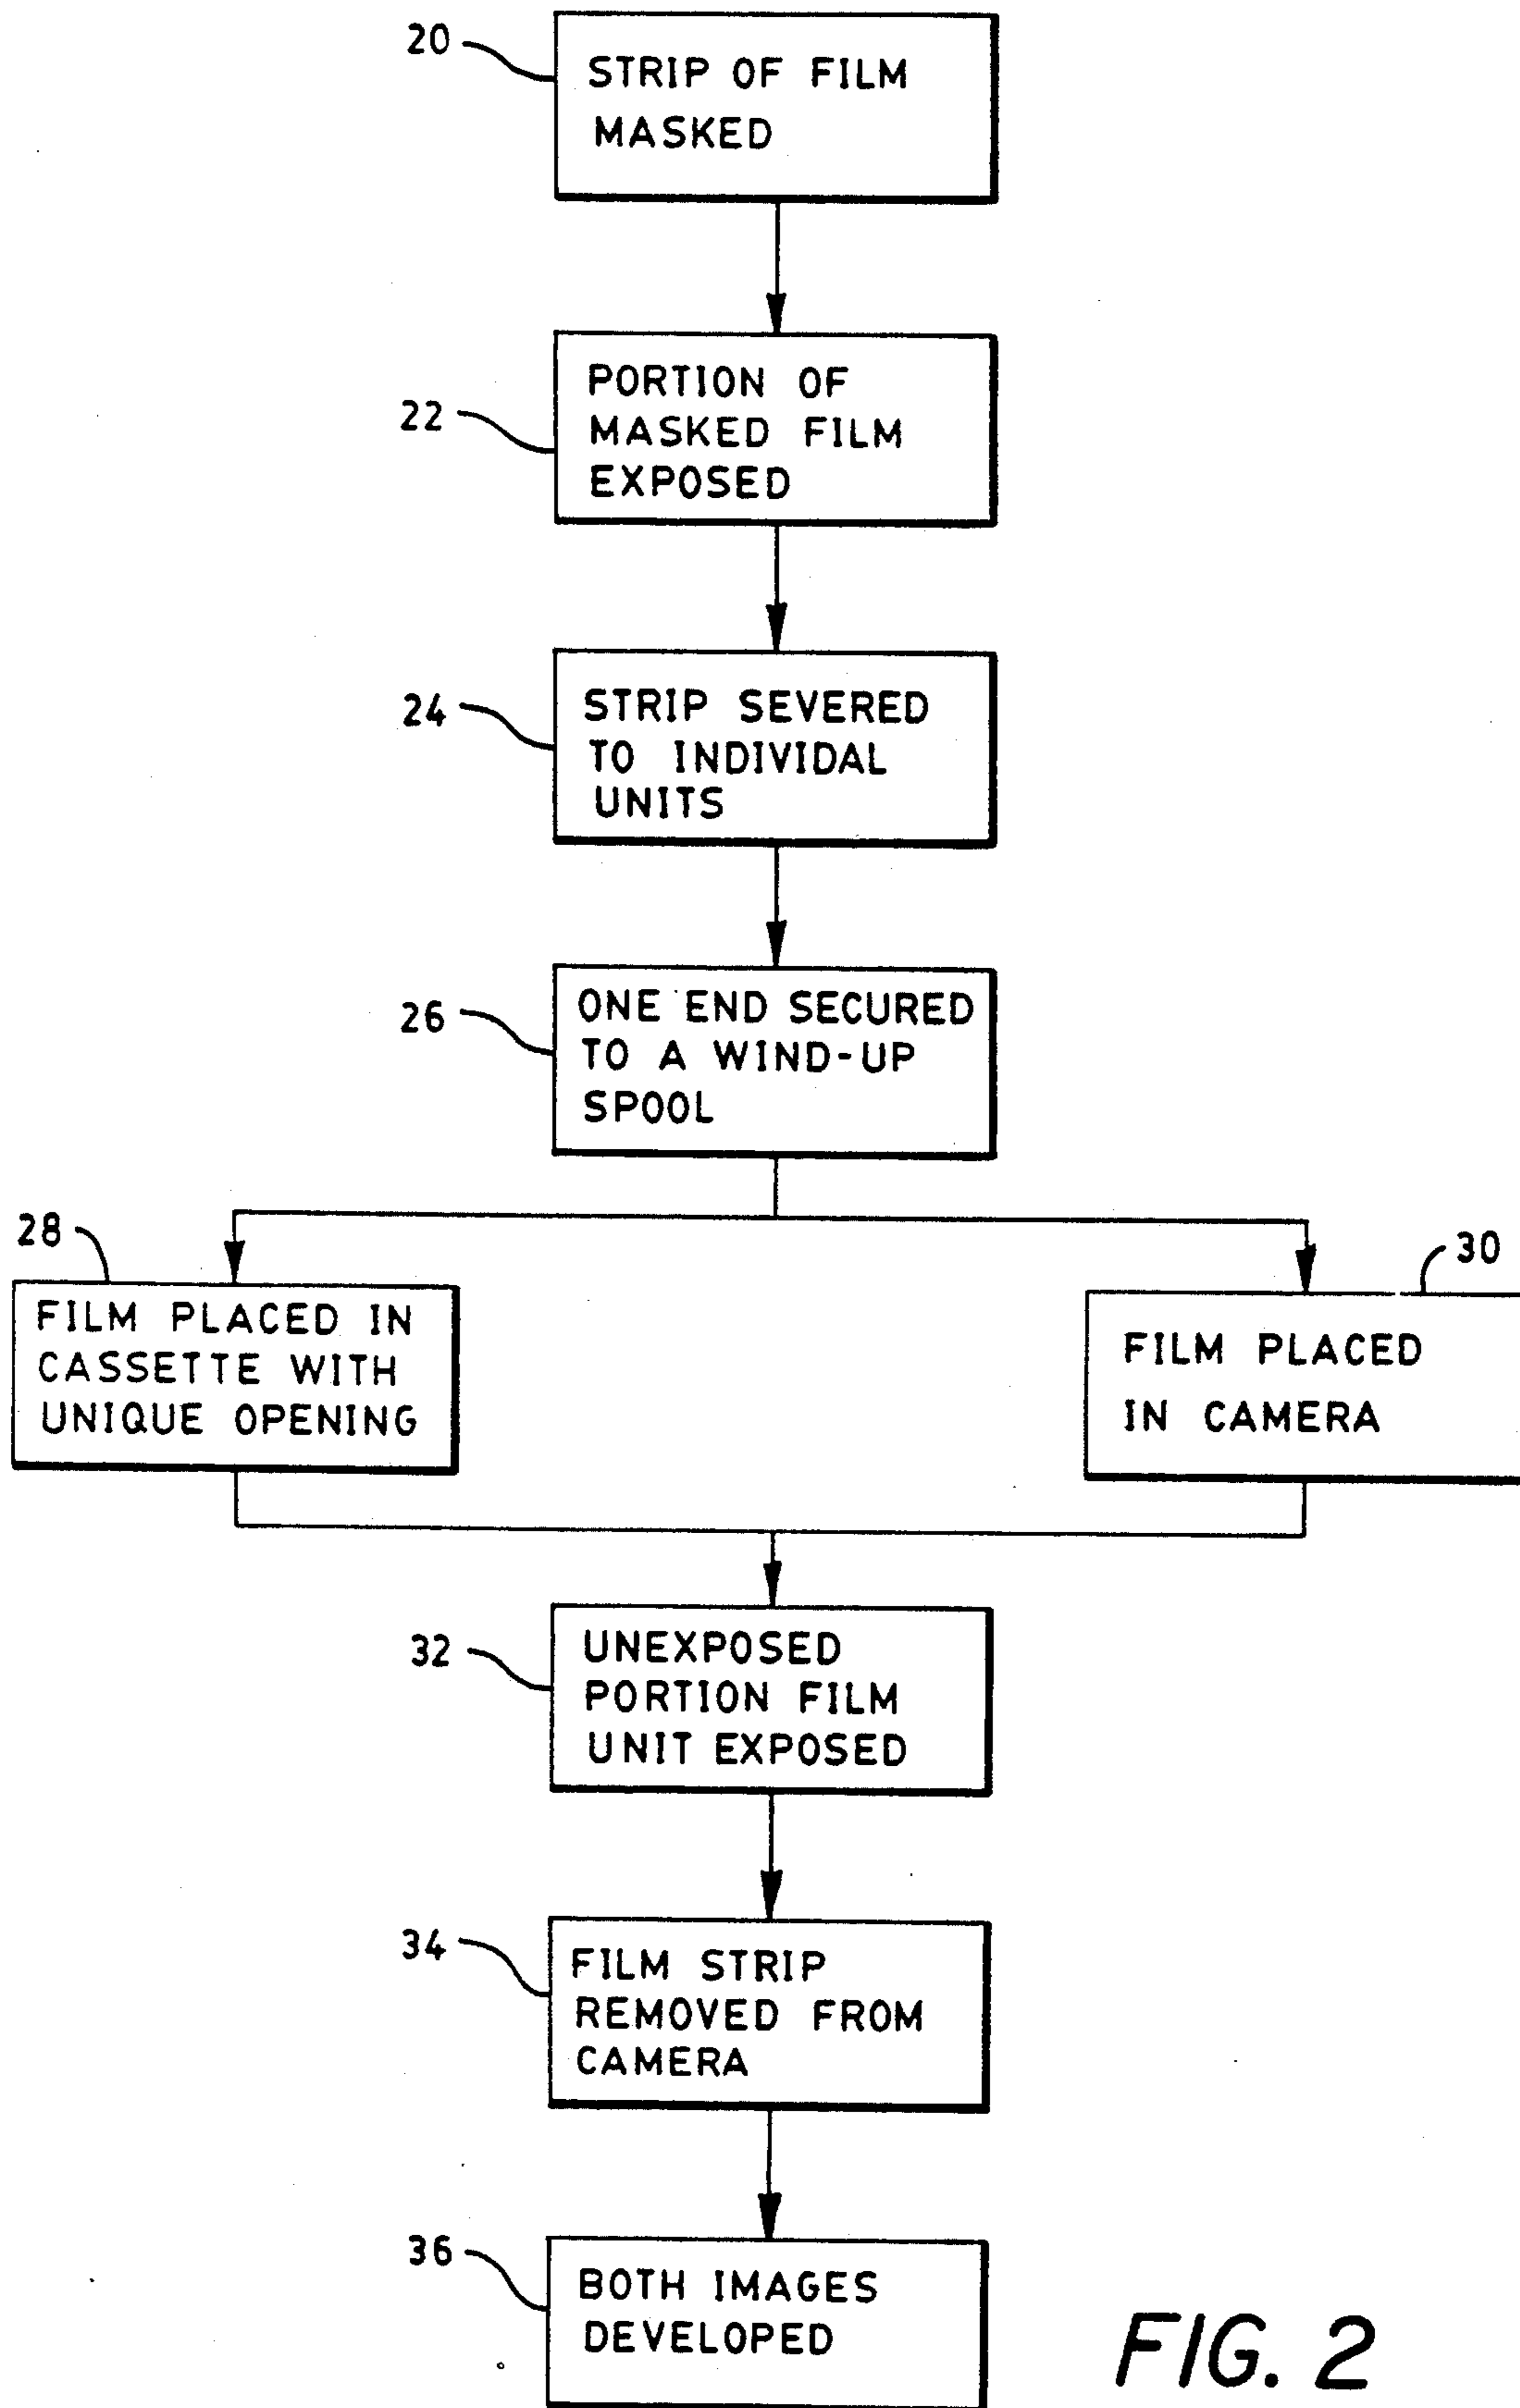 20
STRIP OF FILM
MASKED
22
PORTION OF
MASKED FILM
EXPOSED
24
STRIP SEVERED
TO INDIVIDAL
UNITS
26
ONE END SECURED
TO A WIND-UP
SPOOL
28
FILM PLACED IN
CASSETTE WITH
UNIQUE OPENING
30
FILM PLACED
IN CAMERA
32
UNEXPOSED
PORTION FILM
UNIT EXPOSED
34
FILM STRIP
REMOVED FROM
CAMERA
36
BOTH IMAGES
DEVELOPED
FIG. 2